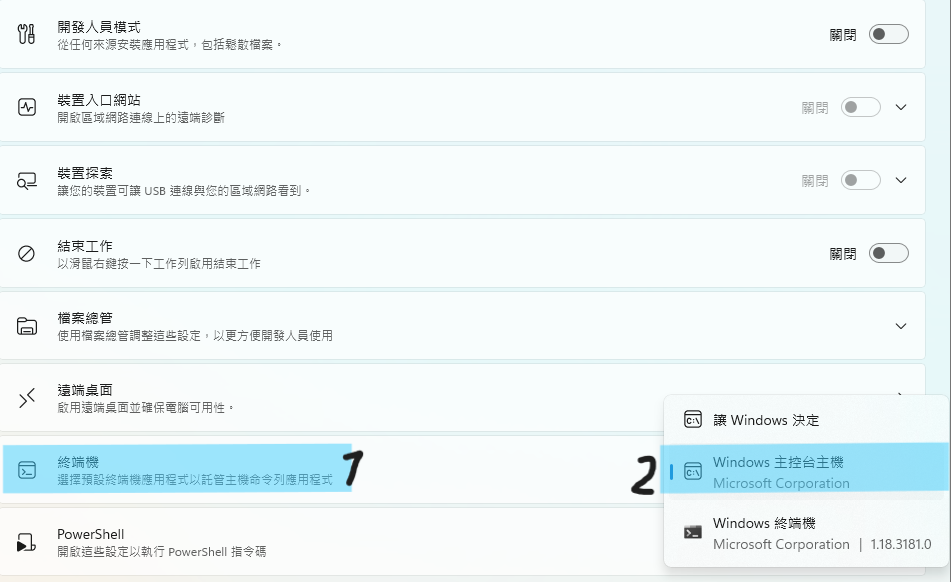 開發人員模式
從任何來源安裝應用程式，包括鬆散檔案。
關閉
裝置入口網站
開啟區域網路連線上的遠端診斷
關閉
裝置探索
讓您的裝置可讓 USB 連線與您的區域網路看到。
關閉
結束工作
以滑鼠右鍵按一下工作列啟用結束工作
關閉
檔案總管
使用檔案總管調整這些設定，以更方便開發人員使用
遠端桌面
啟用遠端桌面並確保電腦可用性。
終端機
選擇預設終端機應用程式以託管主機命令列應用程式
1
PowerShell
開啟這些設定以執行 PowerShell 指令碼
2
讓 Windows 決定
Windows 主控台主機
Microsoft Corporation
Windows 終端機
Microsoft Corporation | 1.18.3181.0